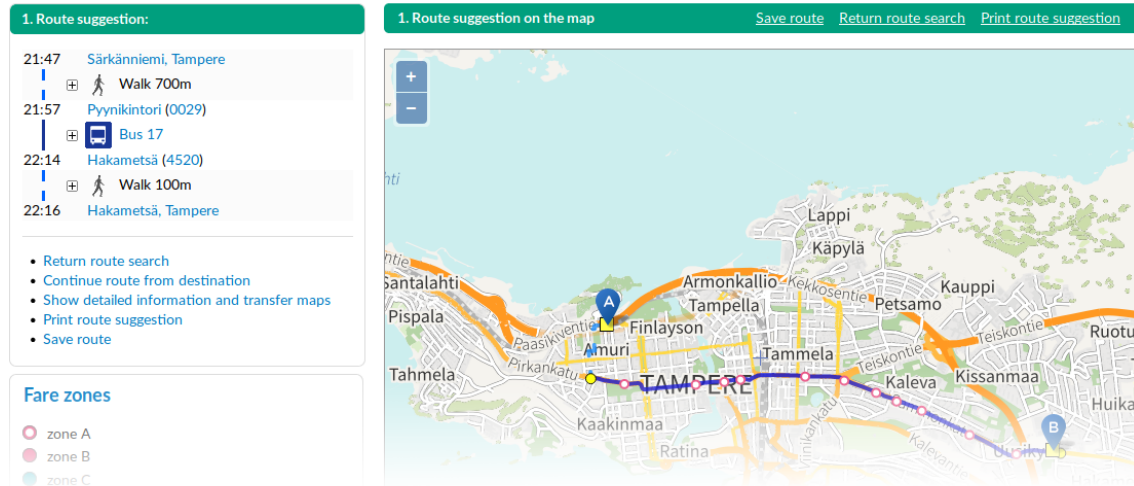 1. Route suggestion:
21:47 Särkänniemi, Tampere
Walk 700m
21:57 Pyynikintori (0029)
Bus 17
22:14 Hakametsä (4520)
Walk 100m
22:16 Hakametsä, Tampere
Return route search
Continue route from destination
Show detailed information and transfer maps
Print route suggestion
Save route
Fare zones
zone A
zone B
zone C
1. Route suggestion on the map
Save route Return route search Print route suggestion
+
−
Lappi
Käpylä
Santalahti
Armonkallio
Kekkosentie
Kauppi
Tampella
Petsamo
Pispala
A
Finlayson
Paasikiventie
Teiskontie
Ruotu
Amuri
Tammela
Pirkankatu
Teiskontie
Tahmela
TAMPERE
Kaleva
Kissanmaa
Huika
Kaakinmaa
B
Ratina
Kalevantie
Hakame